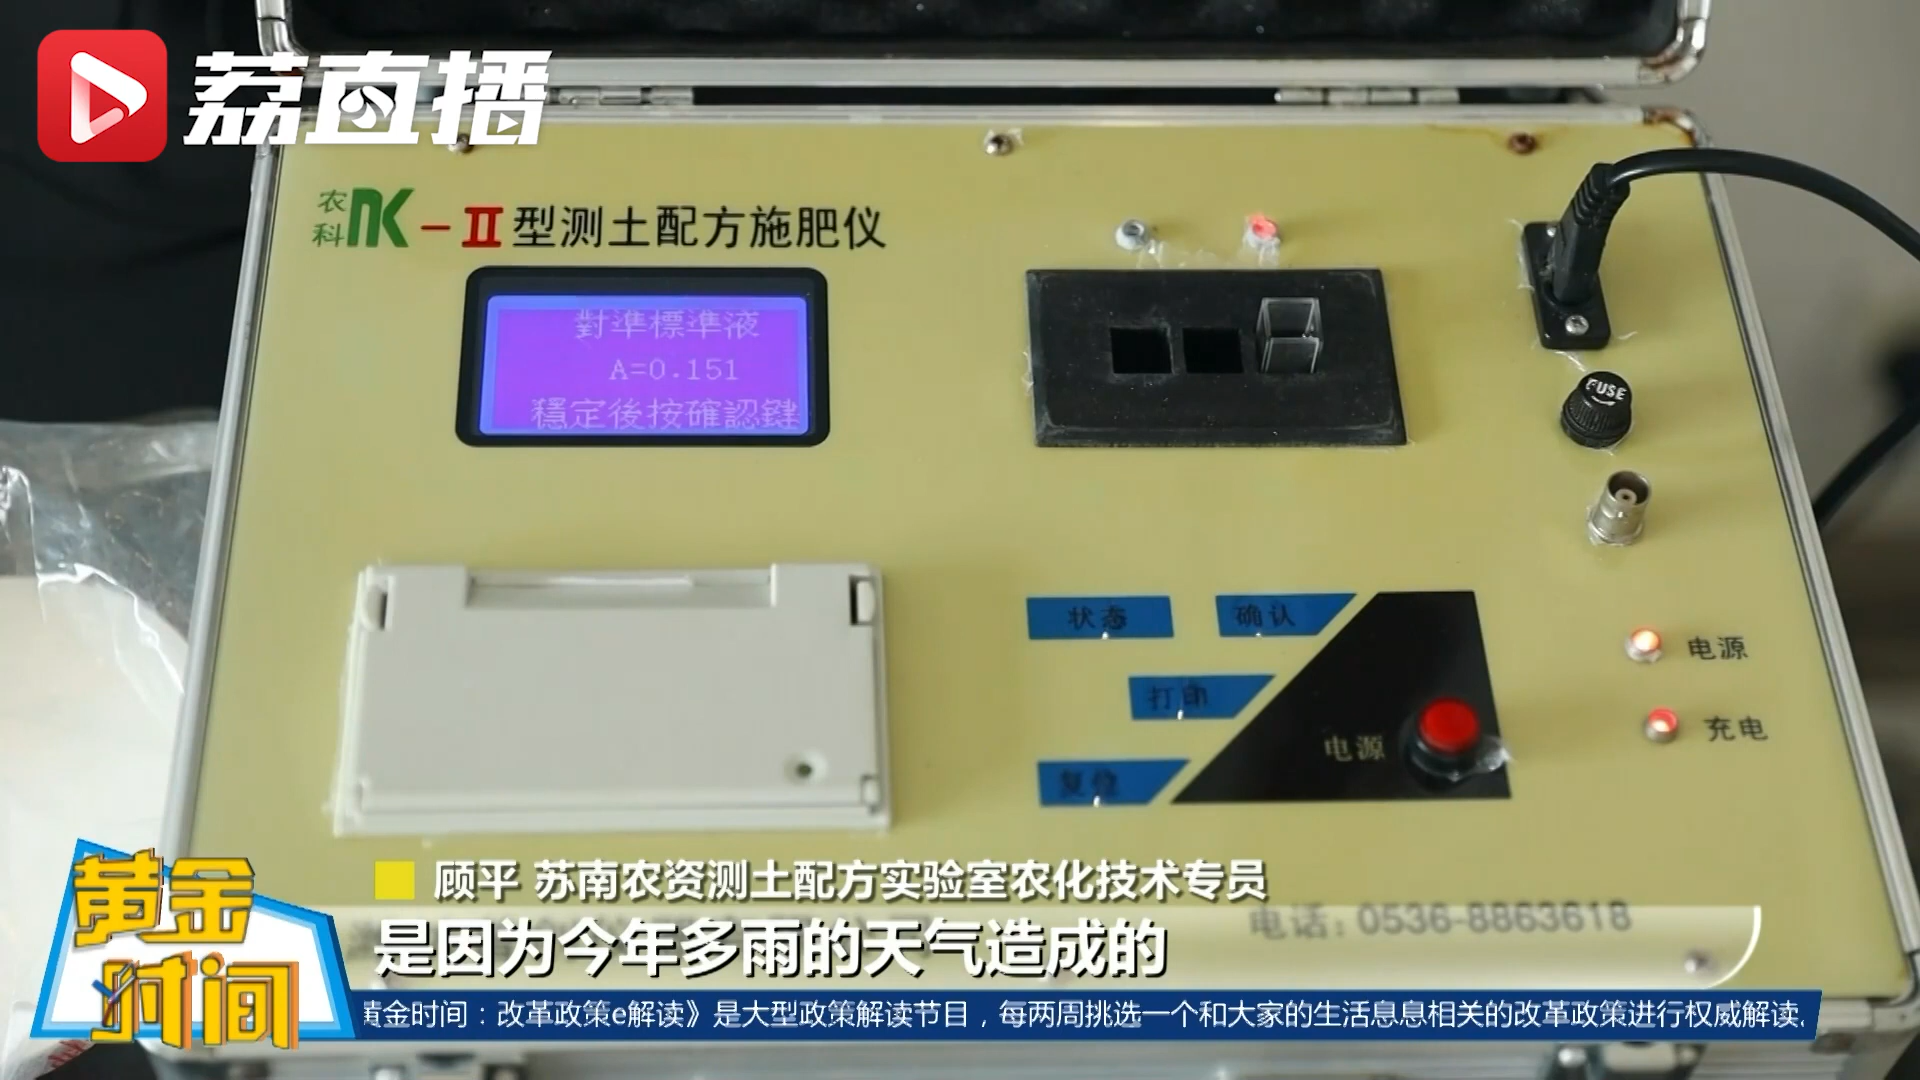 荔直播
农科NK-II型测土配方施肥仪
對準標準液
A=0.151
穩定後按確認鍵
FUSE
状态
确认
打印
复位
电源
电源
充电
电话: 0536-8863618
黄金时间
顾平 苏南农资测土配方实验室农化技术专员
是因为今年多雨的天气造成的
黄金时间：改革政策e解读》是大型政策解读节目，每两周挑选一个和大家的生活息息相关的改革政策进行权威解读.